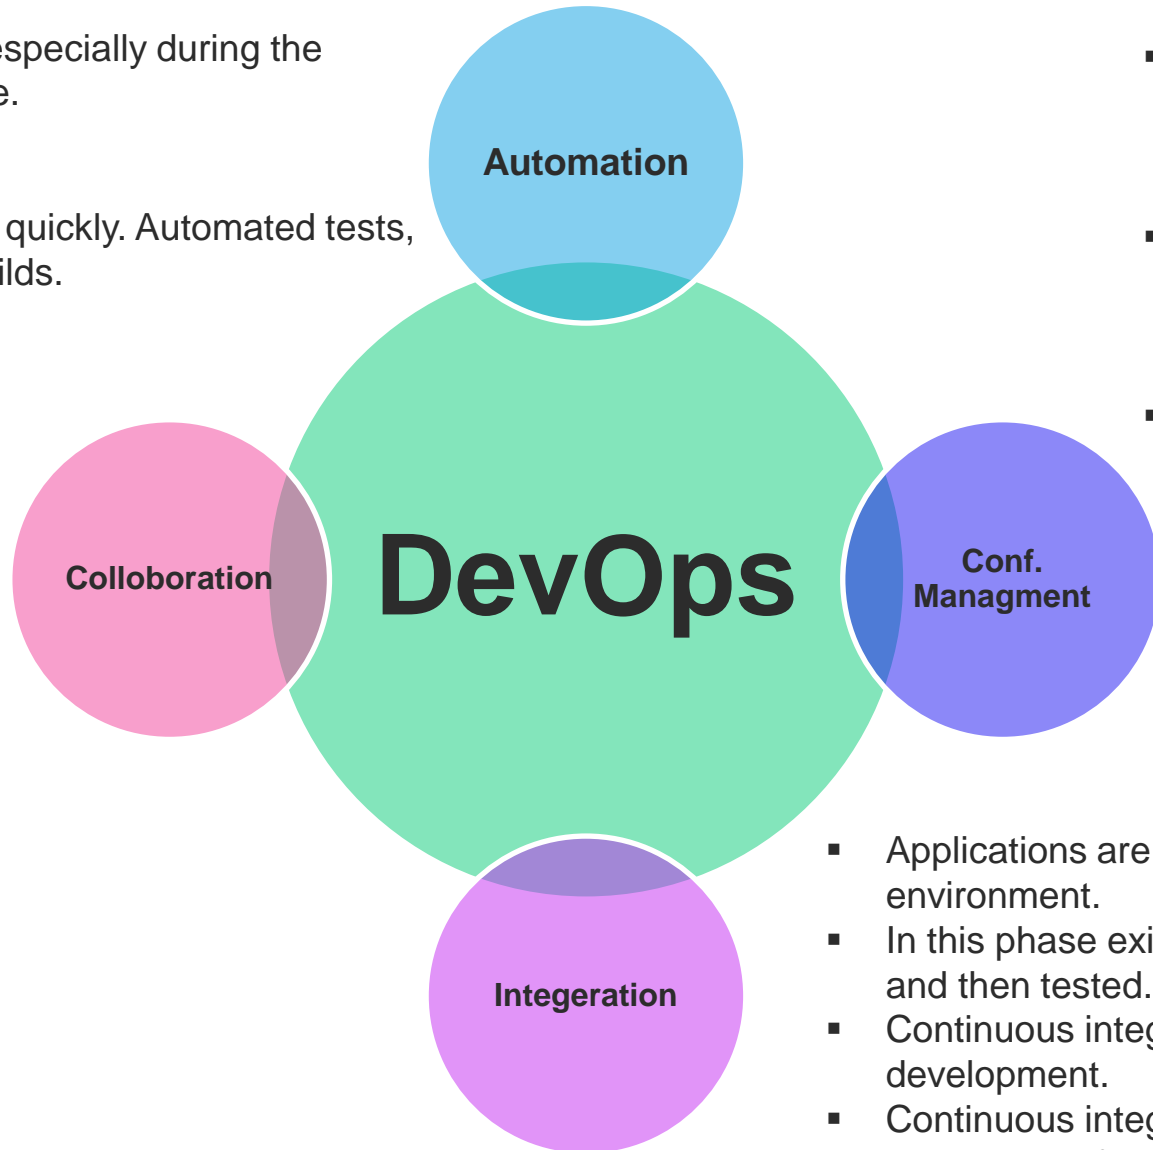 especially during the
e.
quickly. Automated tests,
ilds.
Automation
Colloboration
DevOps
Conf.
Managment
Integeration
▪ Applications are
environment.
▪ In this phase exi
and then tested.
▪ Continuous integ
development.
▪ Continuous integ